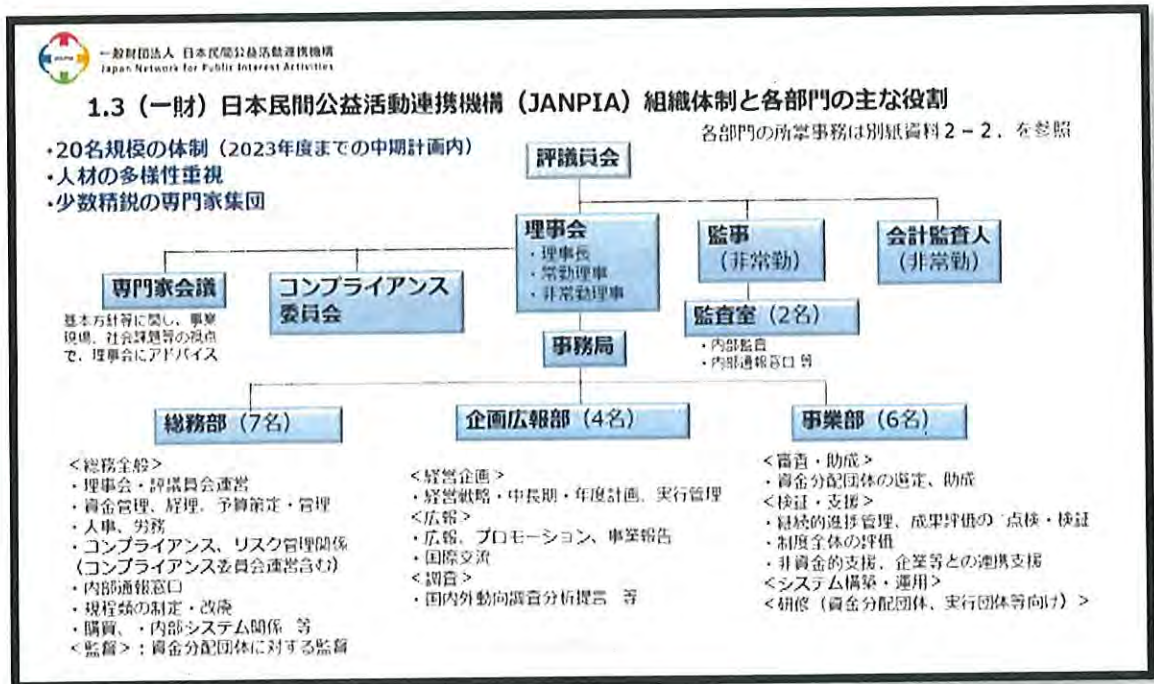 一般財団法人 日本民間公益活動連携機構
Japan Network for Public Interest Activities
1.3（一財）日本民間公益活動連携機構（JANPIA）組織体制と各部門の主な役割
各部門の所掌事務は別紙資料２－２．を参照
・20名規模の体制（2023年度までの中期計画内）
・人材の多様性重視
・少数精鋭の専門家集団
評議員会
理事会
・理事長
・常勤理事
・非常勤理事
監事
（非常勤）
会計監査人
（非常勤）
専門家会議
基本方針等に関し、事業
現場、社会課題等の視点
で、理事会にアドバイス
コンプライアンス
委員会
監査室（2名）
・内部監査
・内部通報窓口 等
事務局
総務部（7名）
＜総務全般＞
・理事会・評議員会運営
・資金管理、経理、予算策定・管理
・人事、労務
・コンプライアンス、リスク管理関係
（コンプライアンス委員会運営含む）
・内部通報窓口
・規程類の制定・改廃
・購買、・内部システム関係 等
＜監督＞：資金分配団体に対する監督
企画広報部（4名）
＜経営企画＞
・経営戦略・中長期・年度計画、実行管理
＜広報＞
・広報、プロモーション、事業報告
・国際交流
＜調査＞
・国内外動向調査分析提言 等
事業部（6名）
＜審査・助成＞
・資金分配団体の選定、助成
＜検証・支援＞
・継続的進捗管理、成果評価の点検・検証
・制度全体の評価
・非資金的支援、企業等との連携支援
＜システム構築・運用＞
＜研修（資金分配団体、実行団体等向け）＞